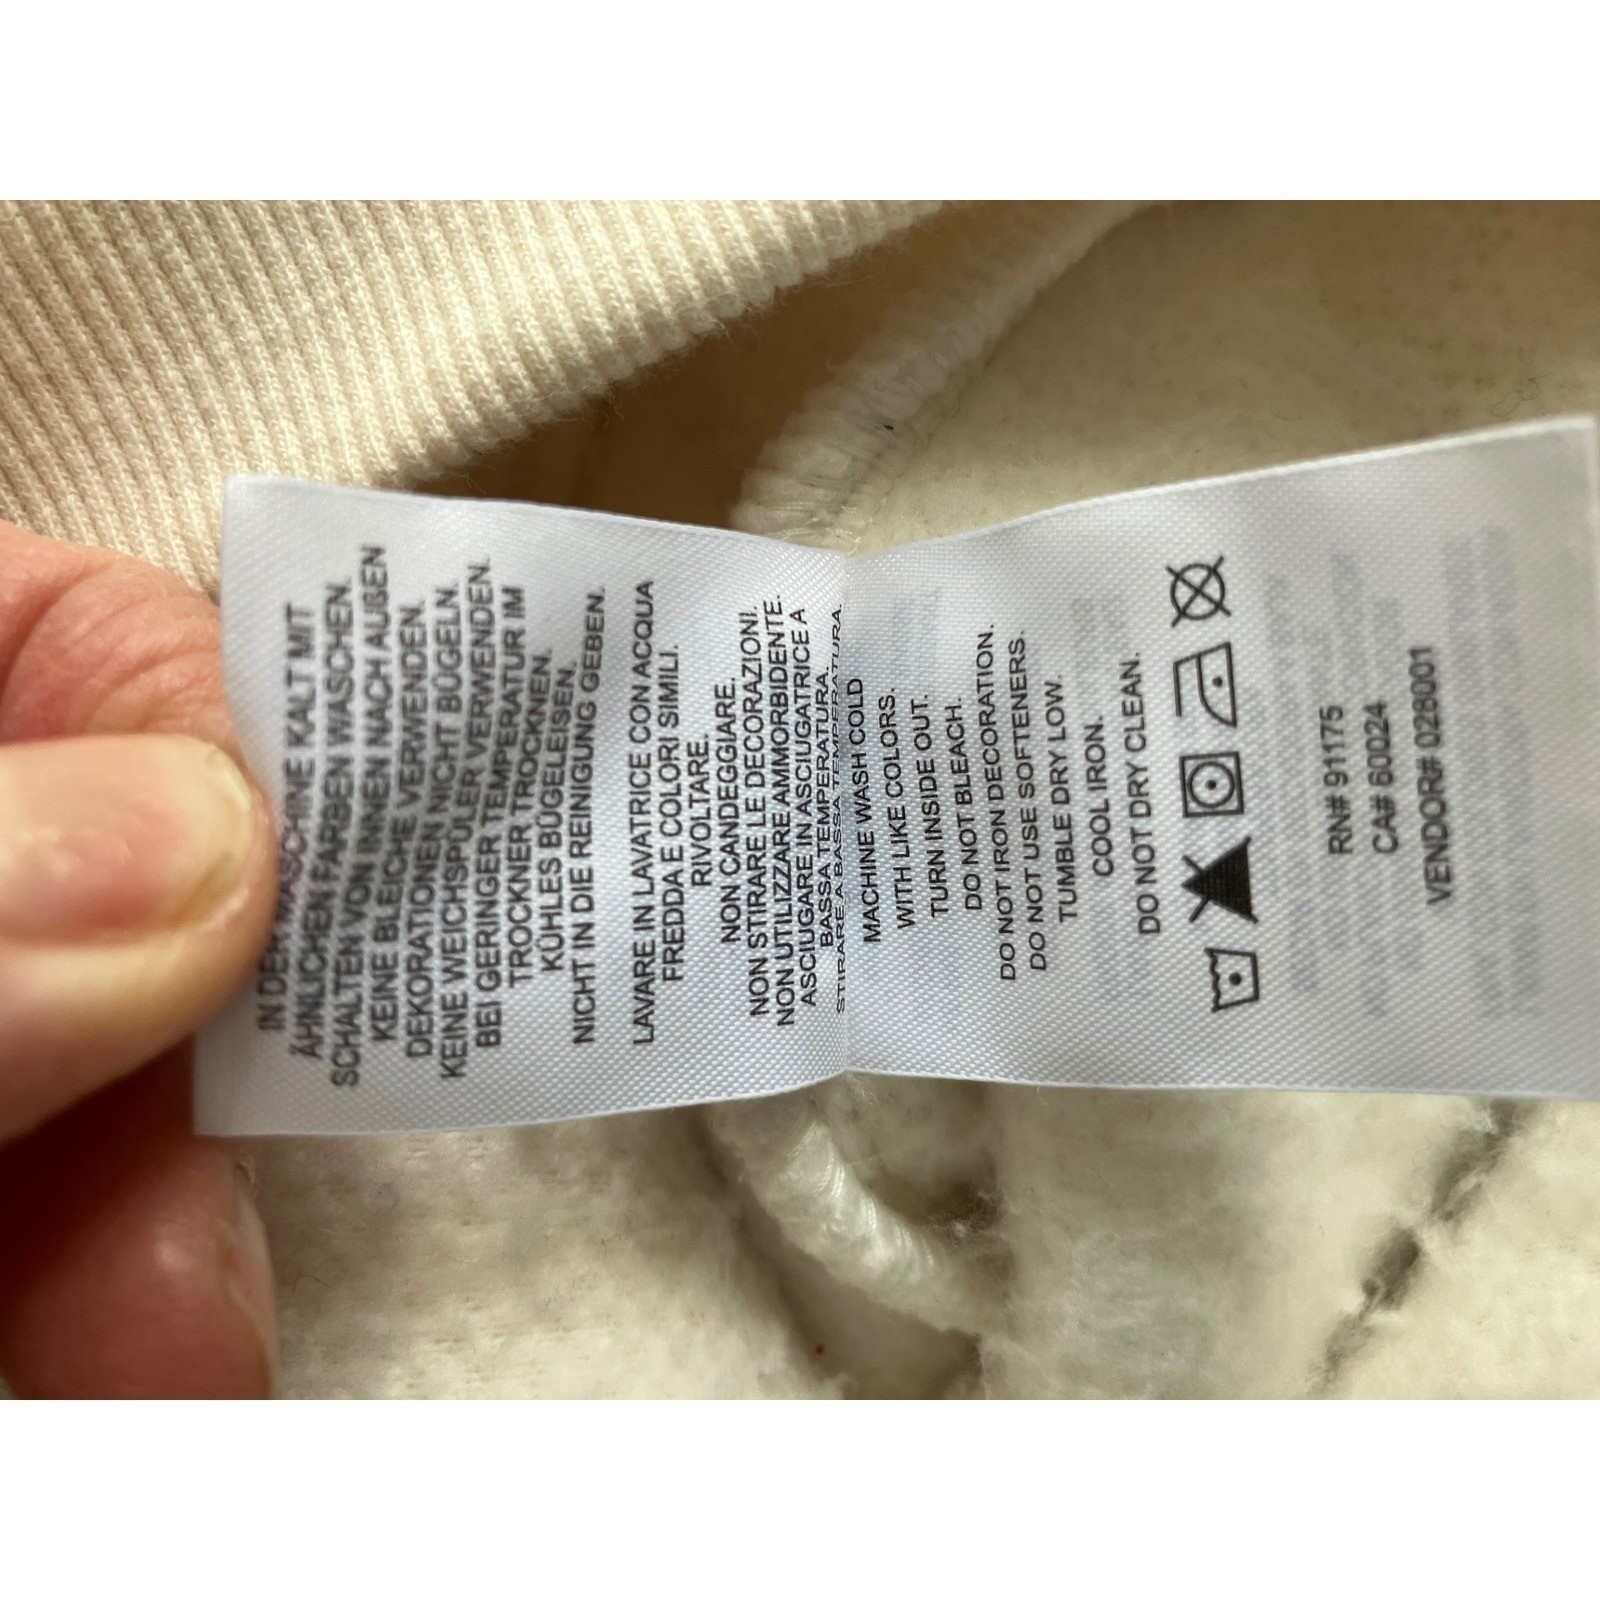 IN DER MASCHINE KALT MIT
ÄHNLICHEN FARBEN WASCHEN.
SCHALTEN VON INNEN NACH AUßEN
KEINE BLEICHE VERWENDEN.
DEKORATIONEN NICHT BÜGELN.
KEINE WEICHSPÜLER VERWENDEN.
BEI GERINGER TEMPERATUR IM
TROCKNER TROCKNEN.
KÜHLES BÜGELEISEN.
NICHT IN DIE REINIGUNG GEBEN.
LAVARE IN LAVATRICE CON ACQUA
FREDDA E COLORI SIMILI.
RIVOLTARE.
NON CANDEGGIARE.
NON STIRARE LE DECORAZIONI.
NON UTILIZZARE AMMORBIDENTE.
ASCIUGARE IN ASCIUGATRICE A
BASSA TEMPERATURA.
STIRARE A BASSA TEMPERATURA.
MACHINE WASH COLD
WITH LIKE COLORS.
TURN INSIDE OUT.
DO NOT BLEACH.
DO NOT IRON DECORATION.
DO NOT USE SOFTENERS.
TUMBLE DRY LOW.
COOL IRON.
DO NOT DRY CLEAN.
RN# 91175
CA# 60024
VENDOR# 028001